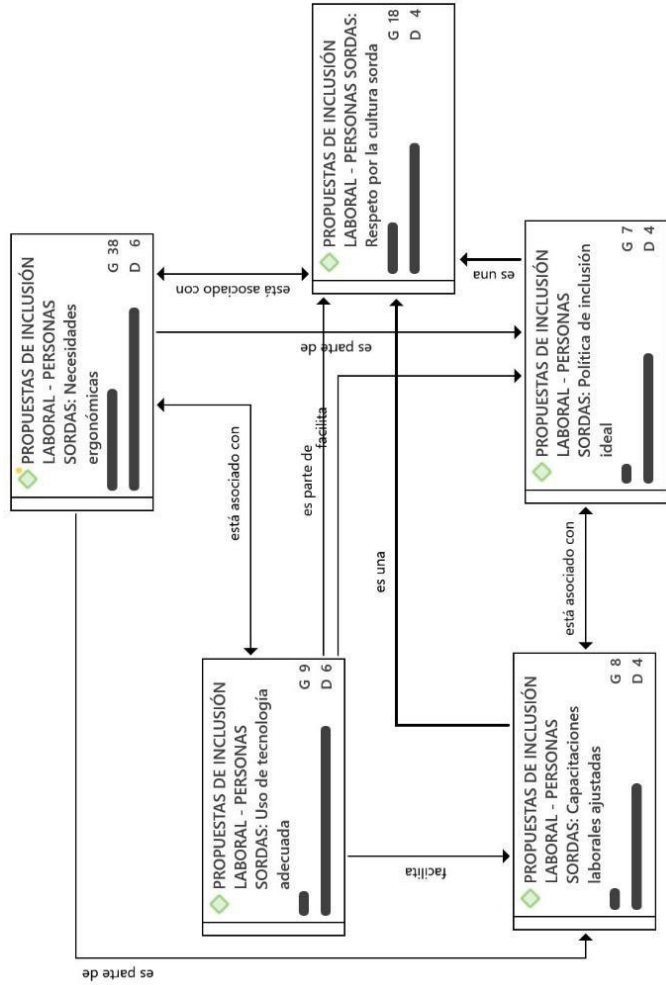 PROPUESTAS DE INCLUSIÓN
LABORAL - PERSONAS
SORDAS: Necesidades
ergonómicas
G 38
D 6
está asociado con
PROPUESTAS DE INCLUSIÓN
LABORAL - PERSONAS SORDAS:
Respeto por la cultura sorda
G 18
D 4
está asociado con
es parte de
es parte de
facilita
es una
es una
PROPUESTAS DE INCLUSIÓN
LABORAL - PERSONAS
SORDAS: Uso de tecnología
adecuada
G 9
D 6
es parte de
facilita
está asociado con
PROPUESTAS DE INCLUSIÓN
LABORAL - PERSONAS
SORDAS: Capacitaciones
laborales ajustadas
G 8
D 4
PROPUESTAS DE INCLUSIÓN
LABORAL - PERSONAS
SORDAS: Política de inclusión
ideal
G 7
D 4